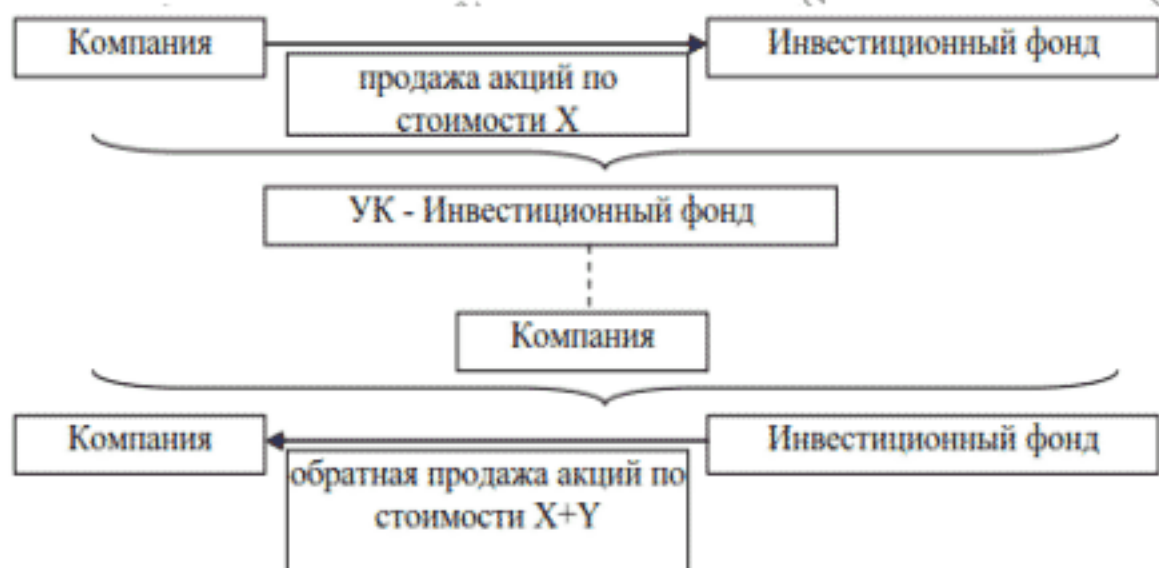 Компания
Инвестиционный фонд
продажа акций по
стоимости X
УК - Инвестиционный фонд
Компания
Компания
Инвестиционный фонд
обратная продажа акций по
стоимости X+Y